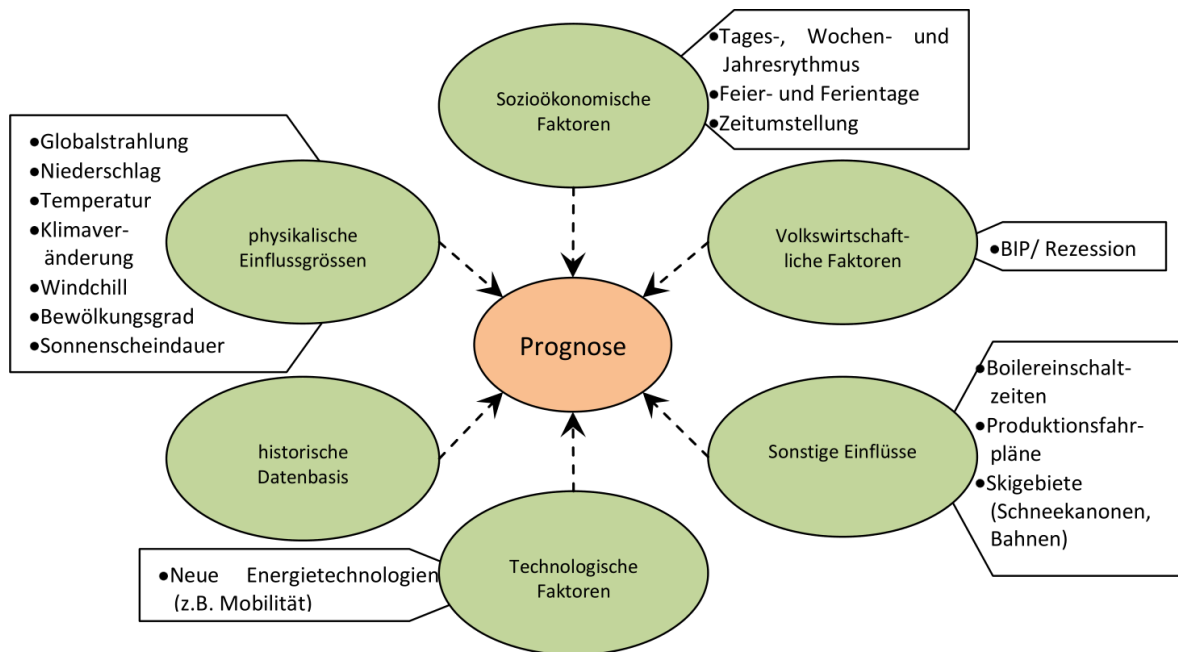 Sozioökonomische
Faktoren
●Tages-, Wochen- und
Jahresrythmus
●Feier- und Ferientage
●Zeitumstellung
●Globalstrahlung
●Niederschlag
●Temperatur
●Klimaver-
änderung
●Windchill
●Bewölkungsgrad
●Sonnenscheindauer
physikalische
Einflussgrössen
Volkswirtschaft-
liche Faktoren
●BIP/ Rezession
Prognose
historische
Datenbasis
Sonstige Einflüsse
●Boilereinschalt-
zeiten
●Produktionsfahr-
pläne
●Skigebiete
(Schneekanonen,
Bahnen)
●Neue Energietechnologien
(z.B. Mobilität)
Technologische
Faktoren